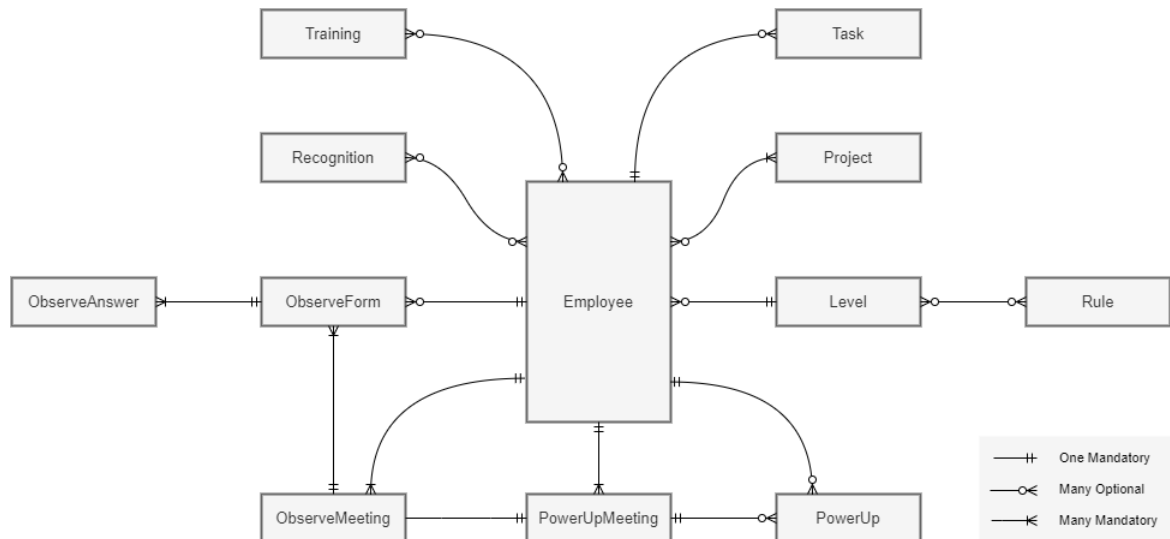 Training
Task
Recognition
Project
ObserveAnswer
ObserveForm
Employee
Level
Rule
One Mandatory
Many Optional
ObserveMeeting
PowerUpMeeting
PowerUp
Many Mandatory